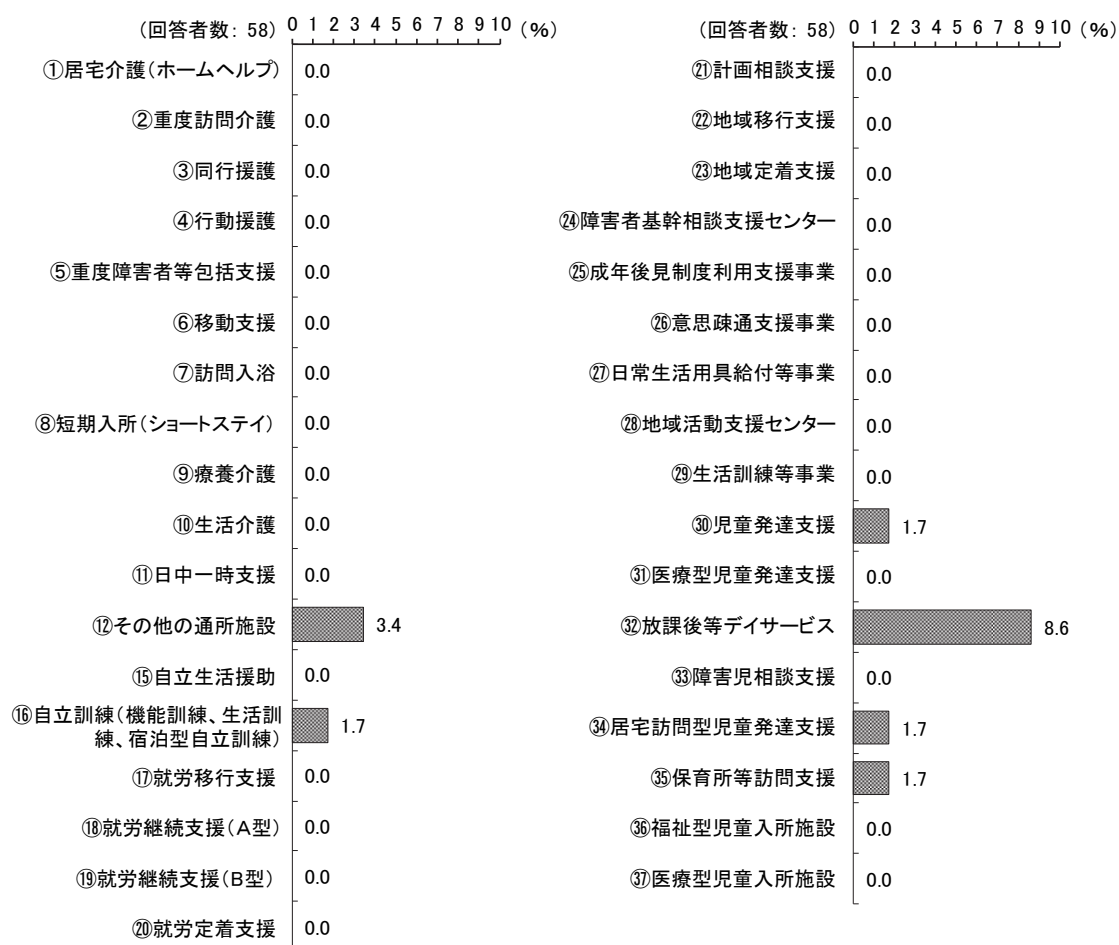 (回答者数: 58)
0 1 2 3 4 5 6 7 8 9 10 (%)
①居宅介護(ホームヘルプ) 0.0
②重度訪問介護 0.0
③同行援護 0.0
④行動援護 0.0
⑤重度障害者等包括支援 0.0
⑥移動支援 0.0
⑦訪問入浴 0.0
⑧短期入所(ショートステイ) 0.0
⑨療養介護 0.0
⑩生活介護 0.0
⑪日中一時支援 0.0
⑫その他の通所施設 3.4
⑮自立生活援助 0.0
⑯自立訓練(機能訓練、生活訓
練、宿泊型自立訓練) 1.7
⑰就労移行支援 0.0
⑱就労継続支援(A型) 0.0
⑲就労継続支援(B型) 0.0
⑳就労定着支援 0.0
(回答者数: 58)
0 1 2 3 4 5 6 7 8 9 10 (%)
㉑計画相談支援 0.0
㉒地域移行支援 0.0
㉓地域定着支援 0.0
㉔障害者基幹相談支援センター 0.0
㉕成年後見制度利用支援事業 0.0
㉖意思疎通支援事業 0.0
㉗日常生活用具給付等事業 0.0
㉘地域活動支援センター 0.0
㉙生活訓練等事業 0.0
㉚児童発達支援 1.7
㉛医療型児童発達支援 0.0
㉜放課後等デイサービス 8.6
㉝障害児相談支援 0.0
㉞居宅訪問型児童発達支援 1.7
㉟保育所等訪問支援 1.7
㊱福祉型児童入所施設 0.0
㊲医療型児童入所施設 0.0